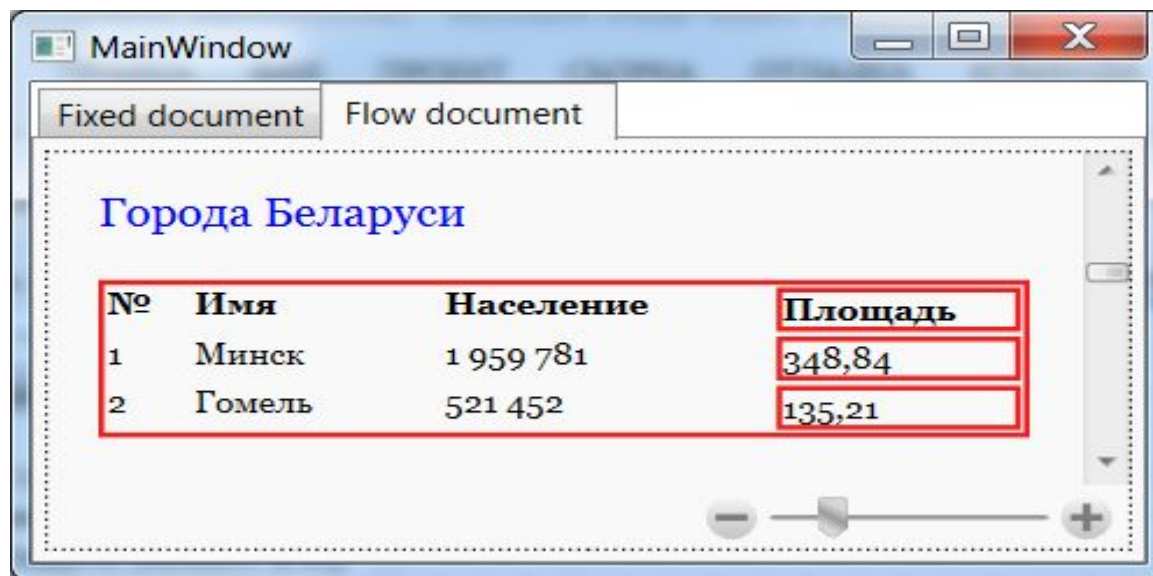 MainWindow
Fixed document Flow document
Города Беларуси
№ Имя Население Площадь
1 Минск 1 959 781 348,84
2 Гомель 521 452 135,21